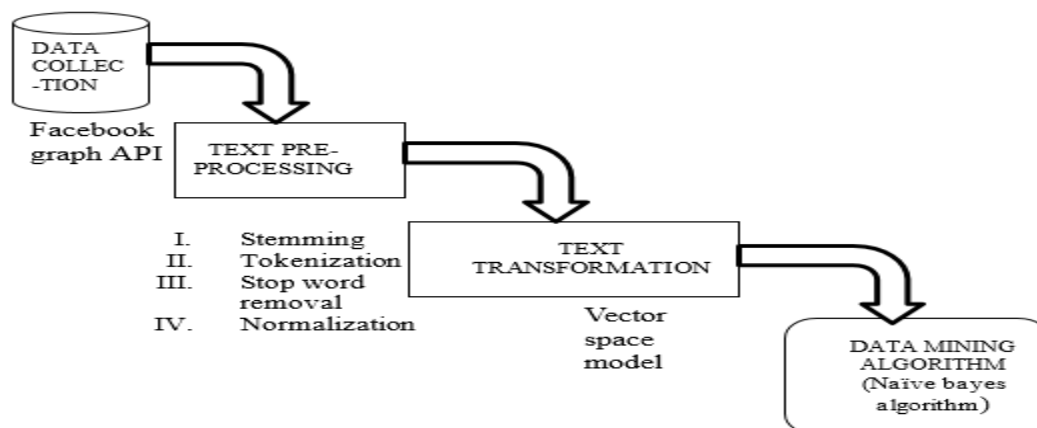 DATA
COLLEC
-TION
Facebook
graph API
TEXT PRE-
PROCESSING
I. Stemming
II. Tokenization
III. Stop word
removal
IV. Normalization
TEXT
TRANSFORMATION
Vector
space
model
DATA MINING
ALGORITHM
(Naïve bayes
algorithm)